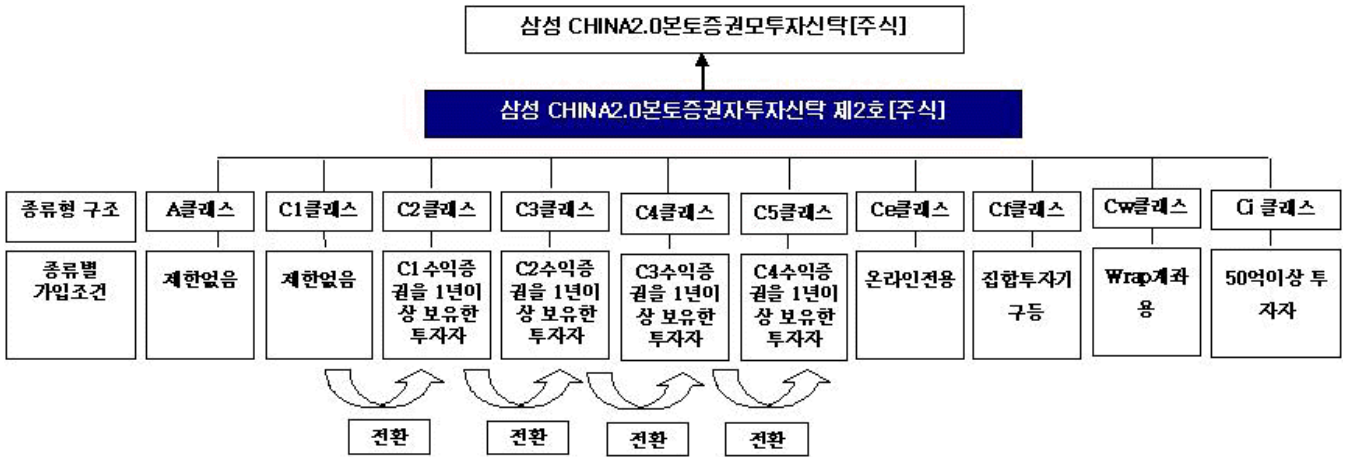 삼성 CHINA2.0본토증권모투자신탁[주식]
삼성 CHINA2.0본토증권자투자신탁 제2호[주식]
종류형 구조
A클래스
C1클래스
C2클래스
C3클래스
C4클래스
C5클래스
Ce클래스
Cf클래스
Cw클래스
Ci 클래스
종류별
가입조건
제한없음
제한없음
C1수익증
권을 1년이
상 보유한
투자자
C2수익증
권을 1년이
상 보유한
투자자
C3수익증
권을 1년이
상 보유한
투자자
C4수익증
권을 1년이
상 보유한
투자자
온라인전용
집합투자기
구등
Wrap계좌
용
50억이상 투
자자
전환
전환
전환
전환